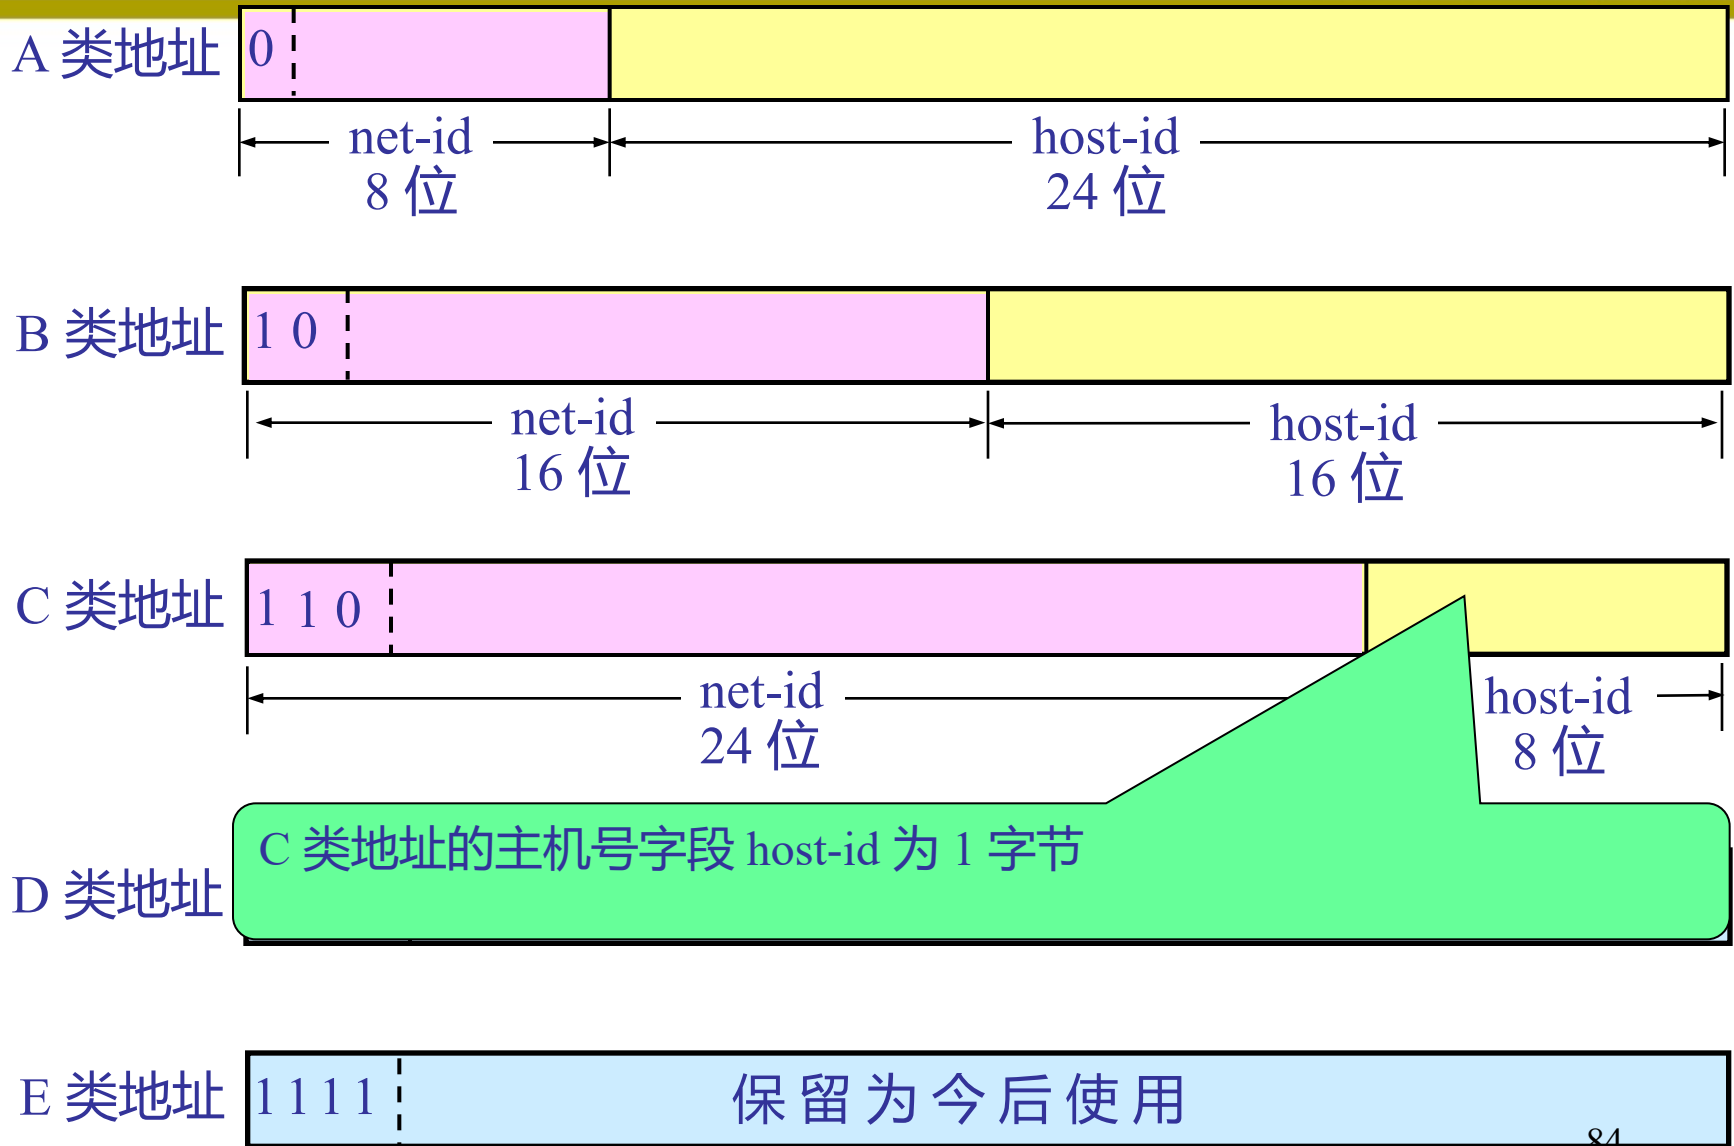 A 类地址 0
net-id host-id
8 位 24 位
B 类地址 1 0
net-id host-id
16 位 16 位
C 类地址 1 1 0
net-id host-id
24 位 8 位
C 类地址的主机号字段 host-id 为 1 字节
D 类地址
E 类地址 1 1 1 1 保 留 为 今 后 使 用
84